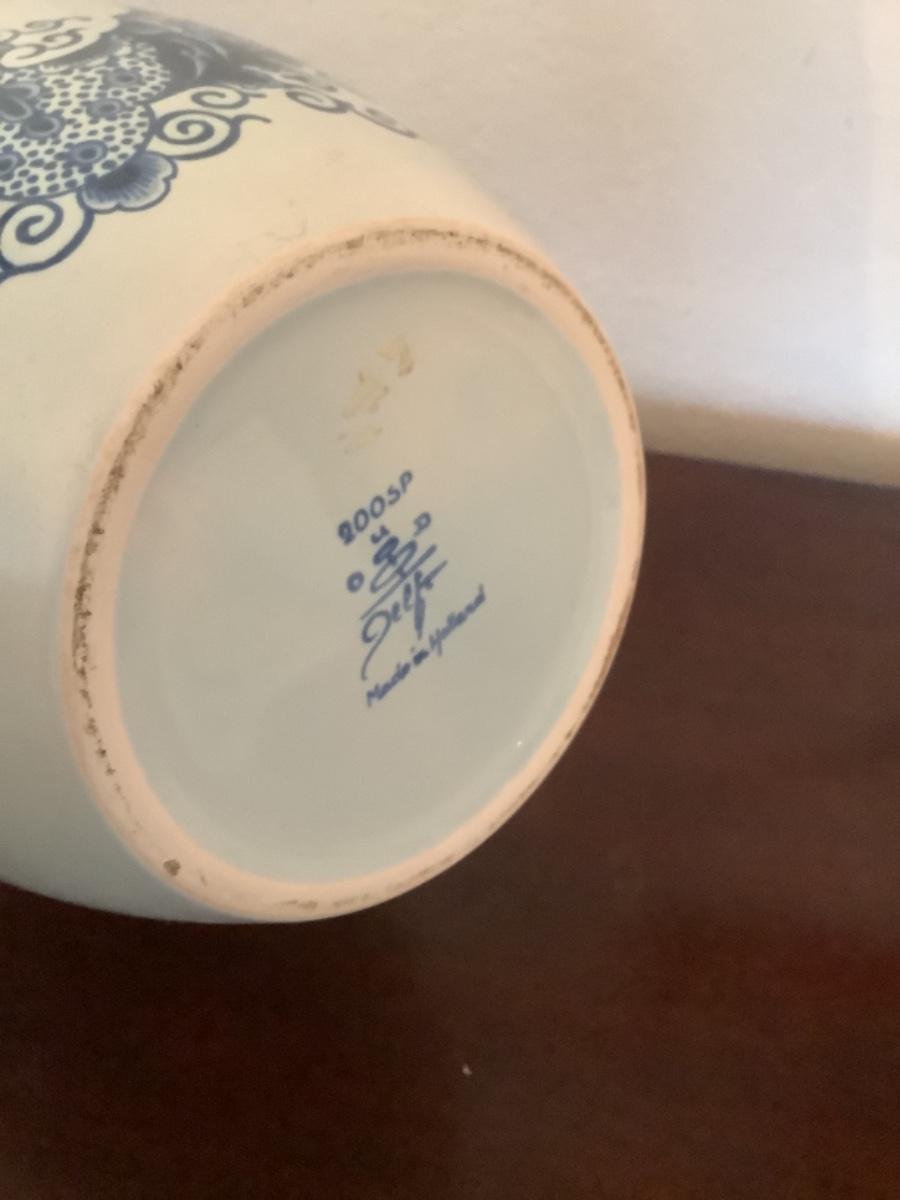 200SP
O U D
Delft
Made in Holland